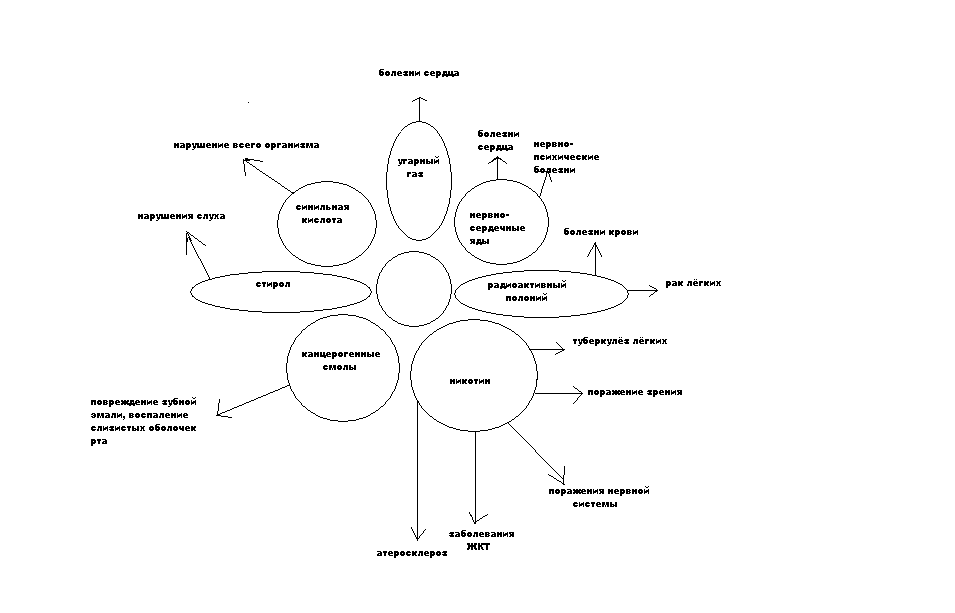 болезни сердца
болезни
сердца
нервно-
психические
болезни
нарушение всего организма
угарный
газ
синильная
кислота
нарушения слуха
нервно-
сердечные
яды
болезни крови
стирол
радиоактивный
полоний
рак лёгких
туберкулёз лёгких
канцерогенные
смолы
никотин
поражение зрения
повреждение зубной
эмали, воспаление
слизистых оболочек
рта
поражения нервной
системы
заболевания
ЖКТ
атеросклероз